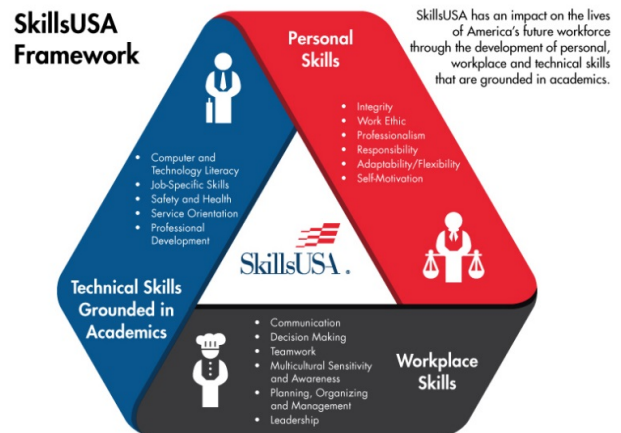 SkillsUSA
Framework
SkillsUSA has an impact on the lives
of America's future workforce
through the development of personal,
workplace and technical skills
that are grounded in academics.
Personal
Skills
• Integrity
• Work Ethic
• Professionalism
• Responsibility
• Adaptability/Flexibility
• Self-Motivation
• Computer and
Technology Literacy
• Job-Specific Skills
• Safety and Health
• Service Orientation
• Professional
Development
Technical Skills
Grounded in
Academics
SkillsUSA.
• Communication
• Decision Making
• Teamwork
• Multicultural Sensitivity
and Awareness
• Planning, Organizing
and Management
• Leadership
Workplace
Skills